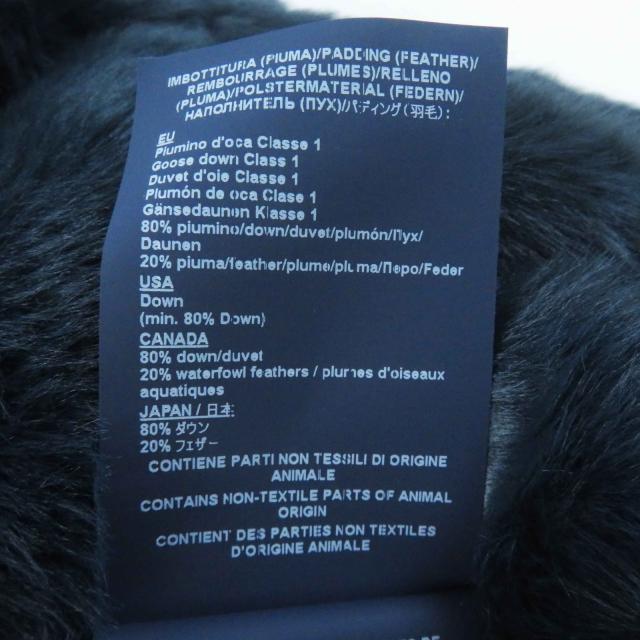 IMBOTTITURA (PIUMA)/PADDING (FEATHER)/
REMBOURRAGE (PLUMES)/RELLENO
(PLUMA)/POLSTERMATERIAL (FEDERN)/
НАПОЛНИТЕЛЬ (ПУХ)/パディング (羽毛):
EU
Piumino d'oca Classe 1
Goose down Class 1
Duvet d'oie Classe 1
Plumón de oca Classe 1
Gänsedaunen Klasse 1
80% piumino/down/duvet/plumón/Пух/
Daunen
20% piuma/feather/plume/pluma/Перо/Feder
USA
Down
(min. 80% Down)
CANADA
80% down/duvet
20% waterfowl feathers / plumes d'oiseaux
aquatiques
JAPAN / 日本
80% ダウン
20% フェザー
CONTIENE PARTI NON TESSILI DI ORIGINE
ANIMALE
CONTAINS NON-TEXTILE PARTS OF ANIMAL
ORIGIN
CONTIENT DES PARTIES NON TEXTILES
D'ORIGINE ANIMALE